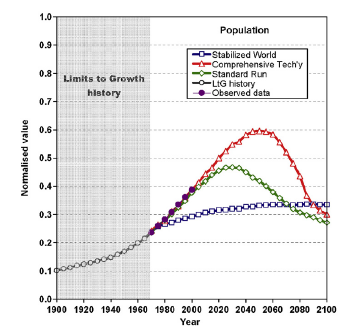 Population
1.0
0.9
0.8
0.7
0.6
0.5
0.4
0.3
0.2
0.1
0.0
Normalised value
Limits to Growth
history
Stabilized World
Comprehensive Tech'y
Standard Run
LtG history
Observed data
1900 1920 1940 1960 1980 2000 2020 2040 2060 2080 2100
Year